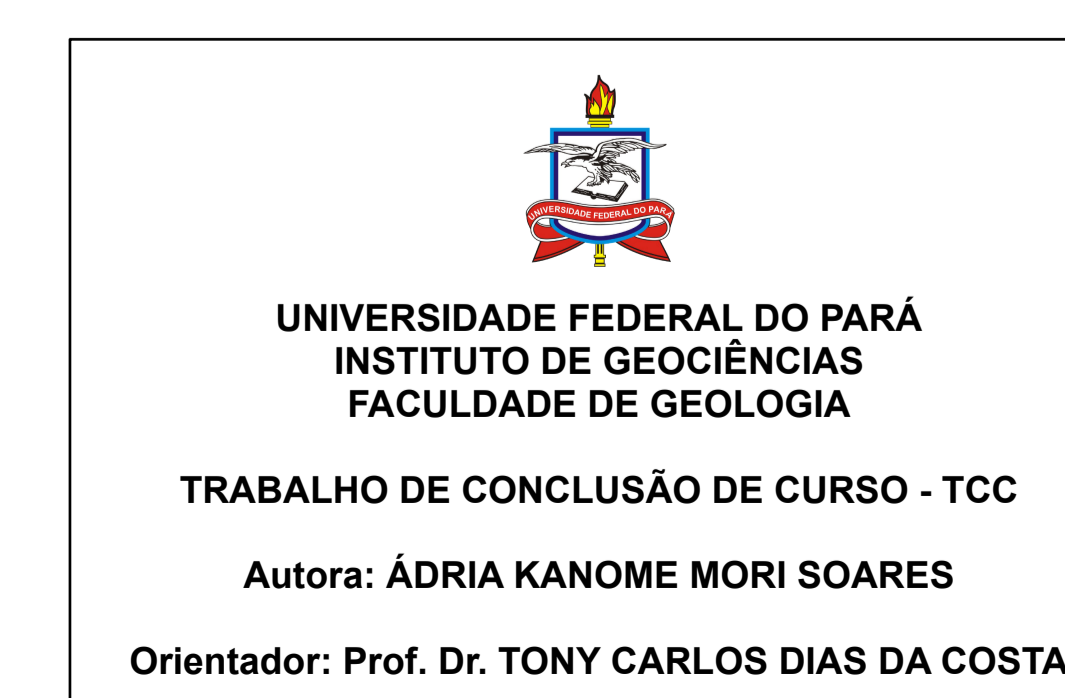 UNIVERSIDADE FEDERAL DO PARÁ
UNIVERSIDADE FEDERAL DO PARÁ
INSTITUTO DE GEOCIÊNCIAS
FACULDADE DE GEOLOGIA
TRABALHO DE CONCLUSÃO DE CURSO - TCC
Autora: ÁDRIA KANOME MORI SOARES
Orientador: Prof. Dr. TONY CARLOS DIAS DA COSTA